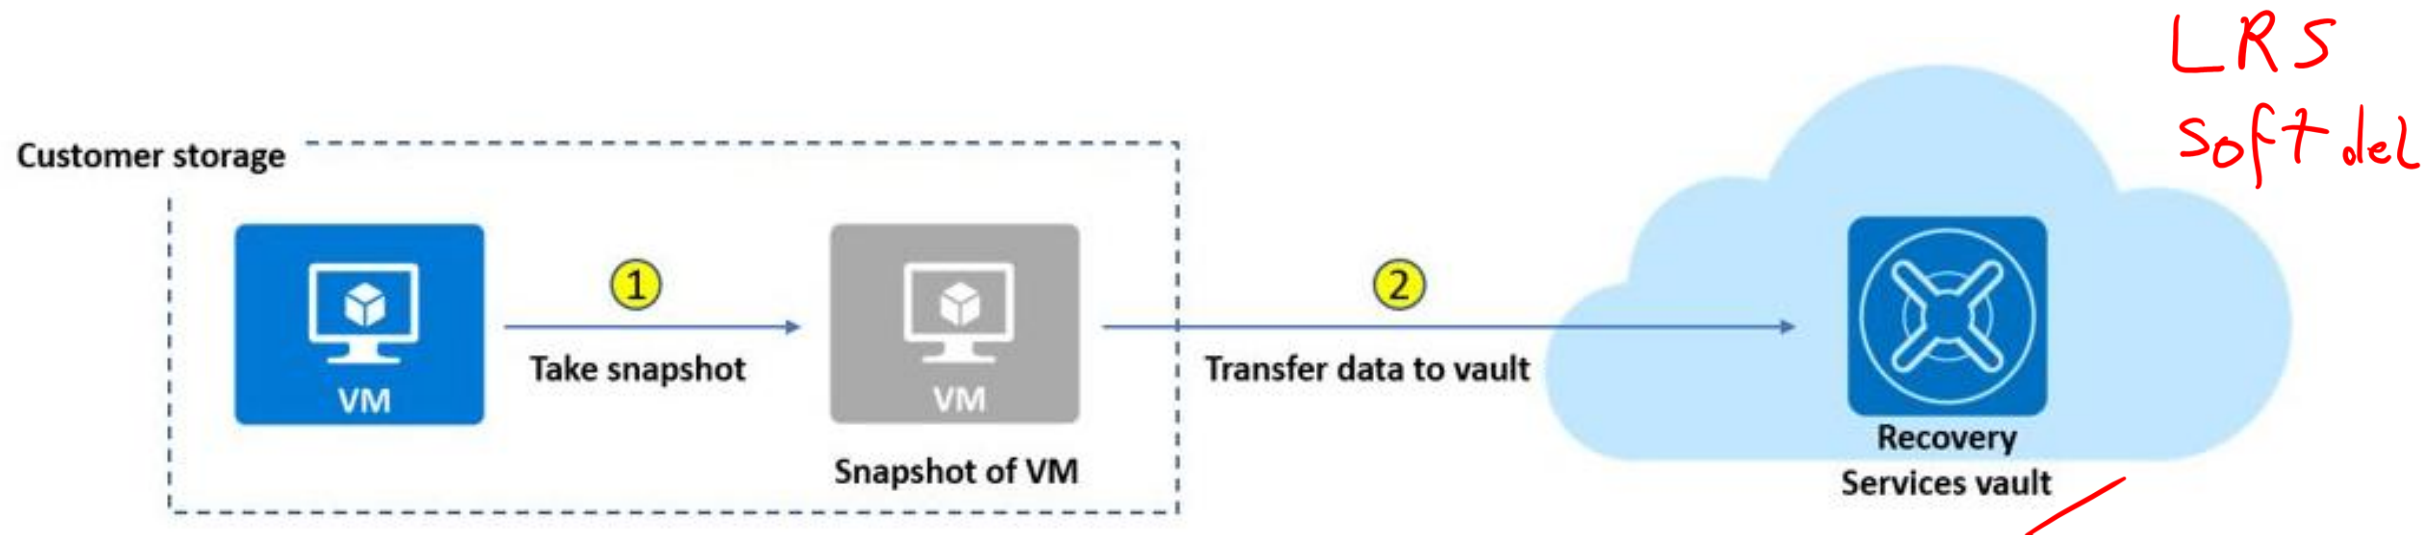 LRS
Soft del
Customer storage
1
2
Take snapshot
Transfer data to vault
VM
VM
Snapshot of VM
Recovery
Services vault